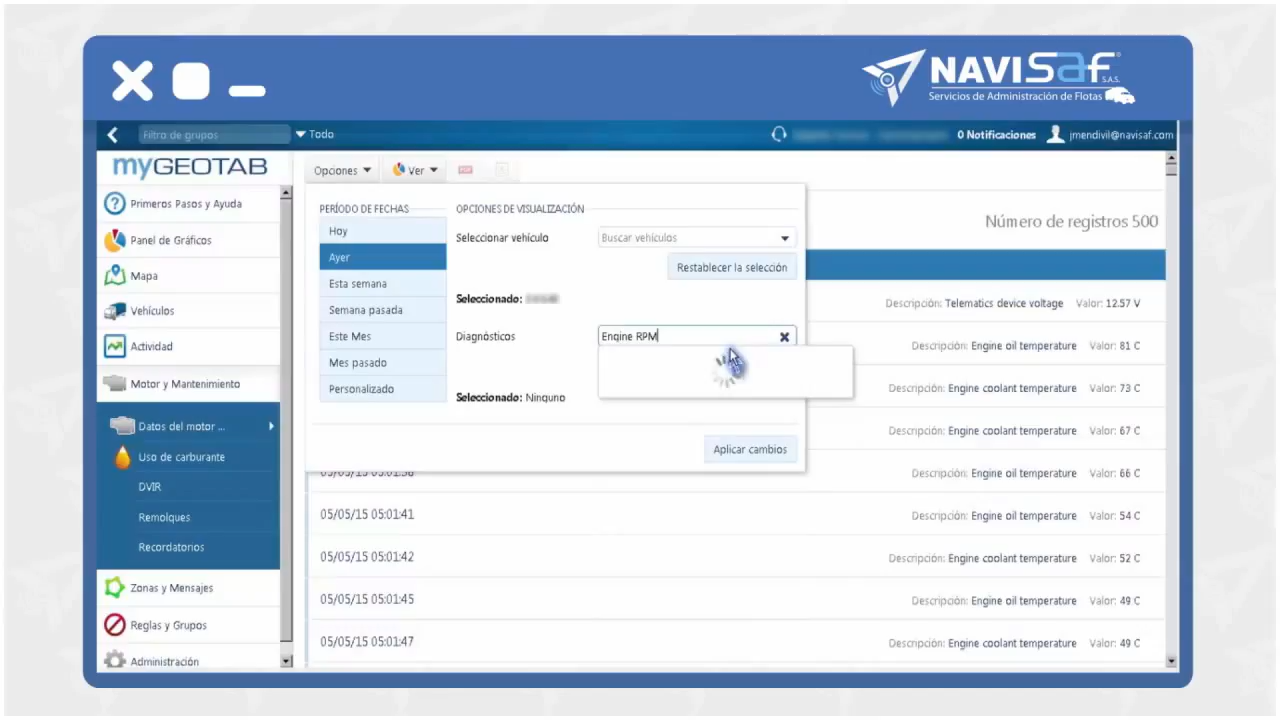 NAVISaf S.A.S.
Servicios de Administración de Flotas
Filtro de grupos
Todo
0 Notificaciones
jmendivil@navisaf.com
myGEOTAB
Opciones
Ver
Primeros Pasos y Ayuda
Panel de Gráficos
Mapa
Vehículos
Actividad
Motor y Mantenimiento
Datos del motor ...
Uso de carburante
DVIR
Remolques
Recordatorios
Zonas y Mensajes
Reglas y Grupos
Administración
PERÍODO DE FECHAS
Hoy
Ayer
Esta semana
Semana pasada
Este Mes
Mes pasado
Personalizado
OPCIONES DE VISUALIZACIÓN
Seleccionar vehículo
Buscar vehículos
Restablecer la selección
Seleccionado:
Diagnósticos
Engine RPM
Seleccionado: Ninguno
Aplicar cambios
Número de registros 500
Descripción: Telematics device voltage Valor: 12.57 V
Descripción: Engine oil temperature Valor: 81 C
Descripción: Engine coolant temperature Valor: 73 C
Descripción: Engine coolant temperature Valor: 67 C
05/05/15 05:01:38 Descripción: Engine coolant temperature Valor: 66 C
05/05/15 05:01:41 Descripción: Engine oil temperature Valor: 54 C
05/05/15 05:01:42 Descripción: Engine coolant temperature Valor: 52 C
05/05/15 05:01:45 Descripción: Engine oil temperature Valor: 49 C
05/05/15 05:01:47 Descripción: Engine coolant temperature Valor: 49 C